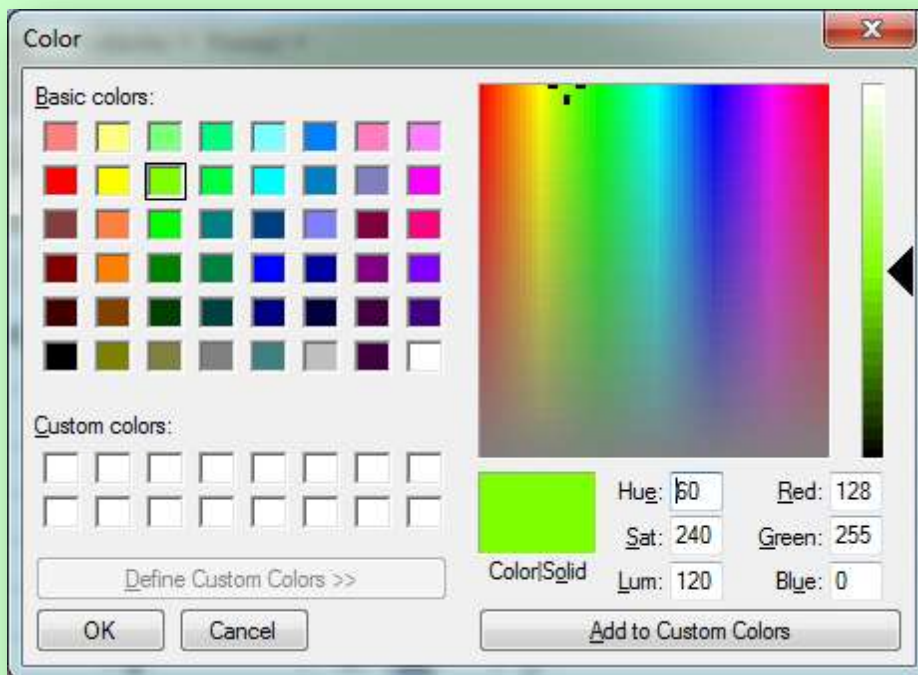 Color
Basic colors:
Custom colors:
Define Custom Colors >>
OK
Cancel
Color|Solid
Hue: 60
Sat: 240
Lum: 120
Red: 128
Green: 255
Blue: 0
Add to Custom Colors